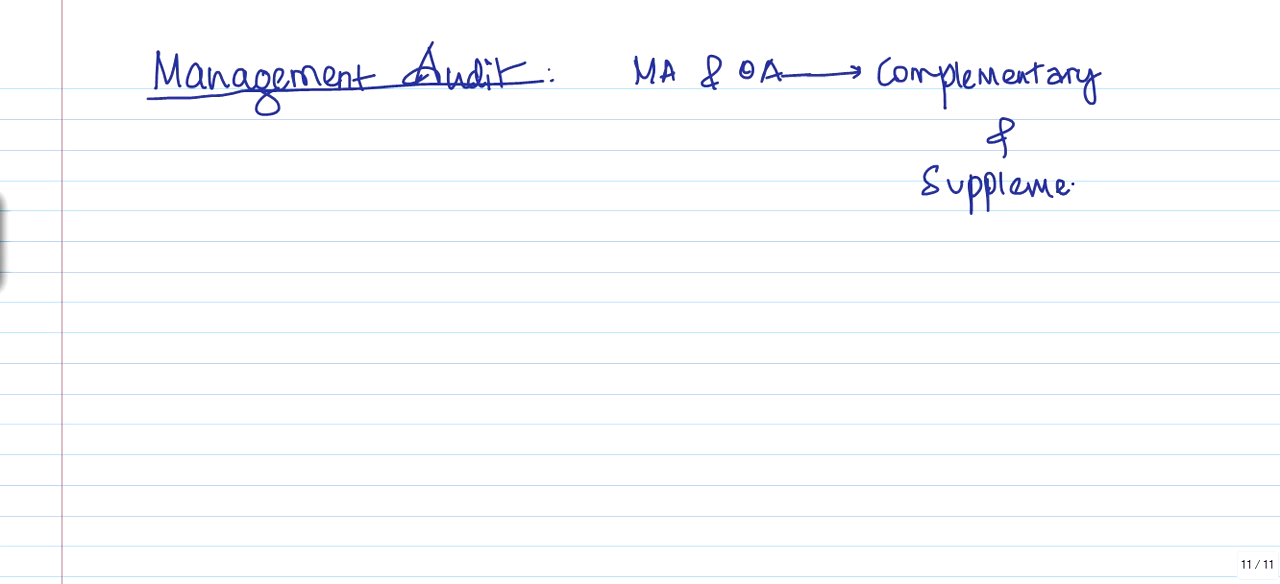 Management Audit: MA & OA → Complementary
&
Suppleme.
11 / 11